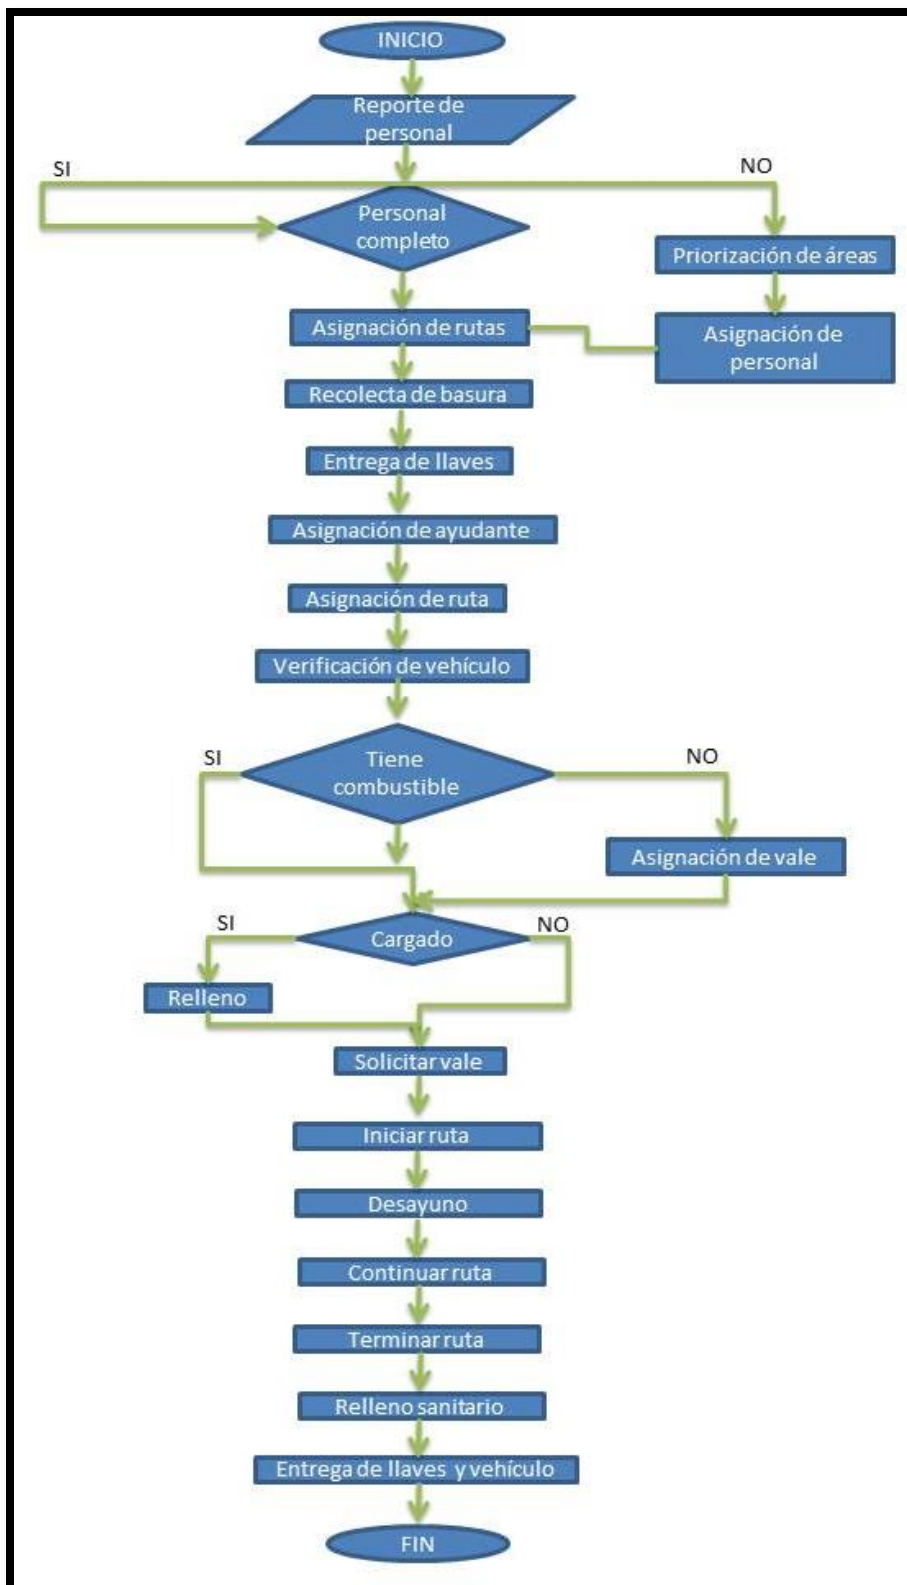 INICIO
Reporte de
personal
SI
NO
Personal
completo
Priorización de áreas
Asignación de rutas
Asignación de
personal
Recolecta de basura
Entrega de llaves
Asignación de ayudante
Asignación de ruta
Verificación de vehículo
SI
Tiene
combustible
NO
Asignación de vale
SI
Cargado
NO
Relleno
Solicitar vale
Iniciar ruta
Desayuno
Continuar ruta
Terminar ruta
Relleno sanitario
Entrega de llaves y vehículo
FIN